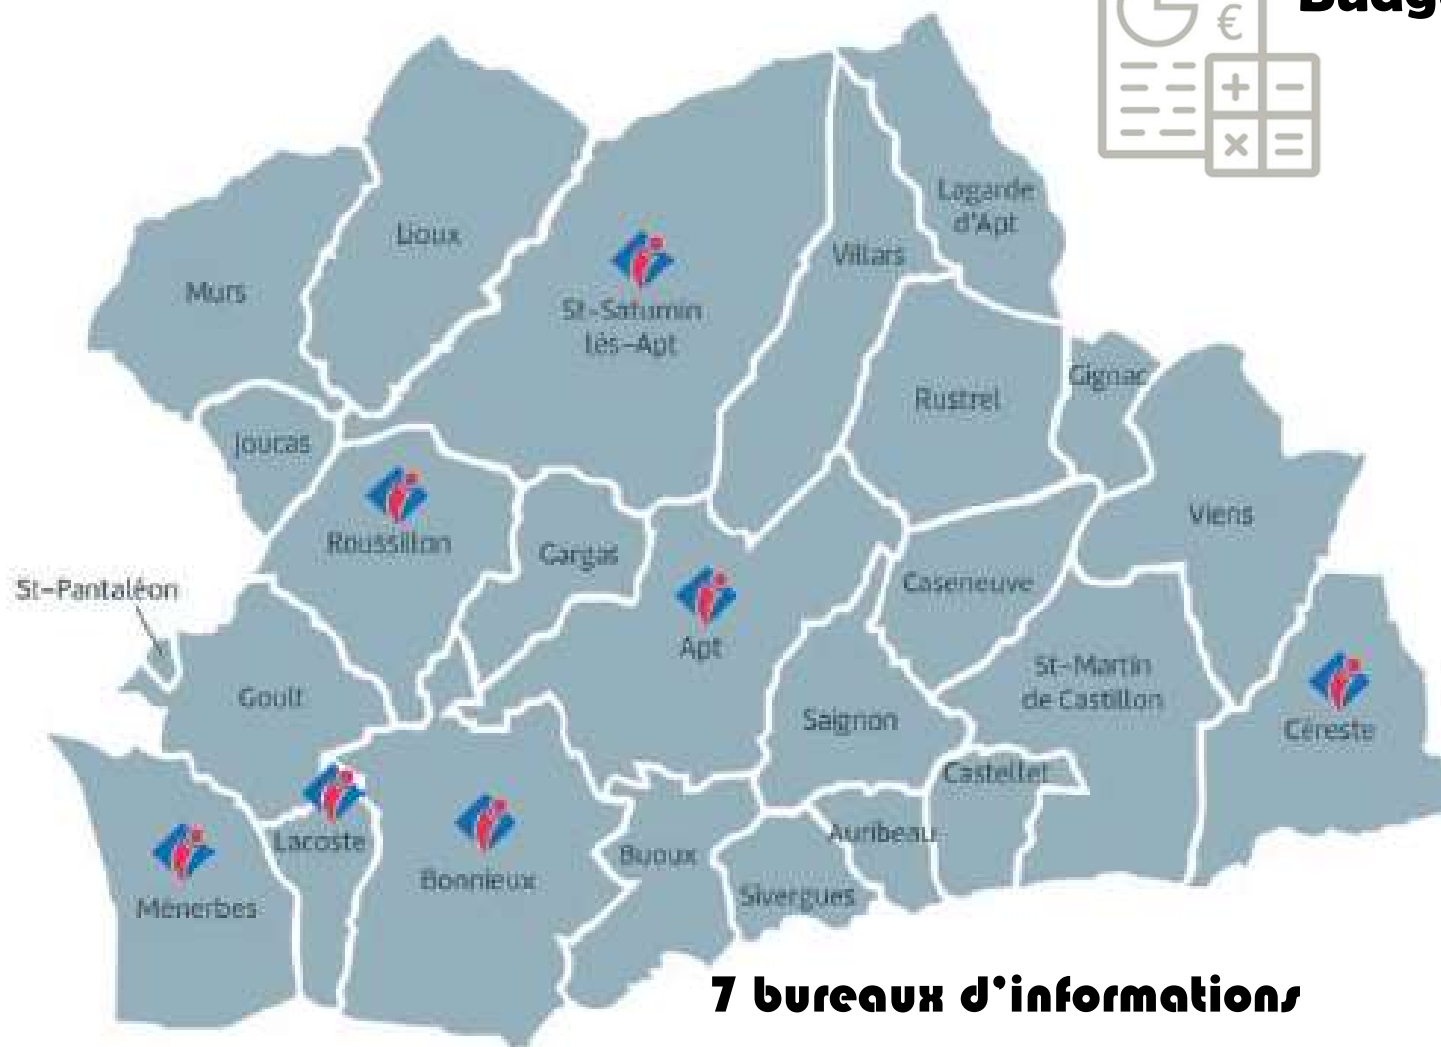 €
Lagarde
d'Apt
Lioux
Villars
Murs
St-Saturnin
lès-Apt
Gignac
Rustrel
Joucas
Viens
Roussillon
Gargas
St-Pantaléon
Caseneuve
Apt
St-Martin
de Castillon
Goult
Saignon
Céreste
Castellet
Auribeau
Lacoste
Buoux
Bonnieux
Sivergues
Ménerbes
7 bureaux d'informations